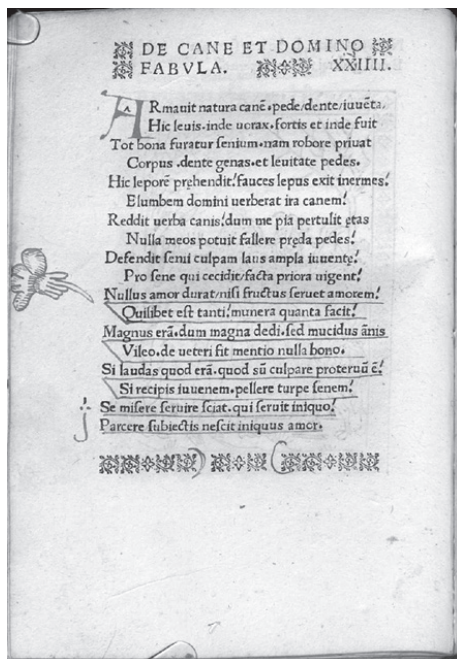 DE CANE ET DOMINO
FABVLA. XXIIII.
ARmauit natura canē.pede/dente/iuuēta.
Hic leuis.inde uorax.fortis et inde fuit
Tot bona furatur senium.nam robore priuat
Corpus .dente genas.et leuitate pedes.
Hic leporē prehendit!fauces lepus exit inermes!
Elumbem domini uerberat ira canem!
Reddit uerba canis!dum me pia pertulit ętas
Nulla meos potuit fallere pręda pedes!
Defendit senii culpam laus ampla iuuentę!
Pro sene qui cecidit/facta priora uigent!
Nullus amor durat/nisi fructus seruet amorem!
Quilibet est tanti!munera quanta facit!
Magnus erā.dum magna dedi.sed mucidus ānis
Vileo.de ueteri fit mentio nulla bono.
Si laudas quod erā.quod sū culpare proteruū ē!
Si recipis iuuenem.pellere turpe senem!
Se misere seruire sciat.qui seruit iniquo!
Parcere subiectis nescit iniquus amor.